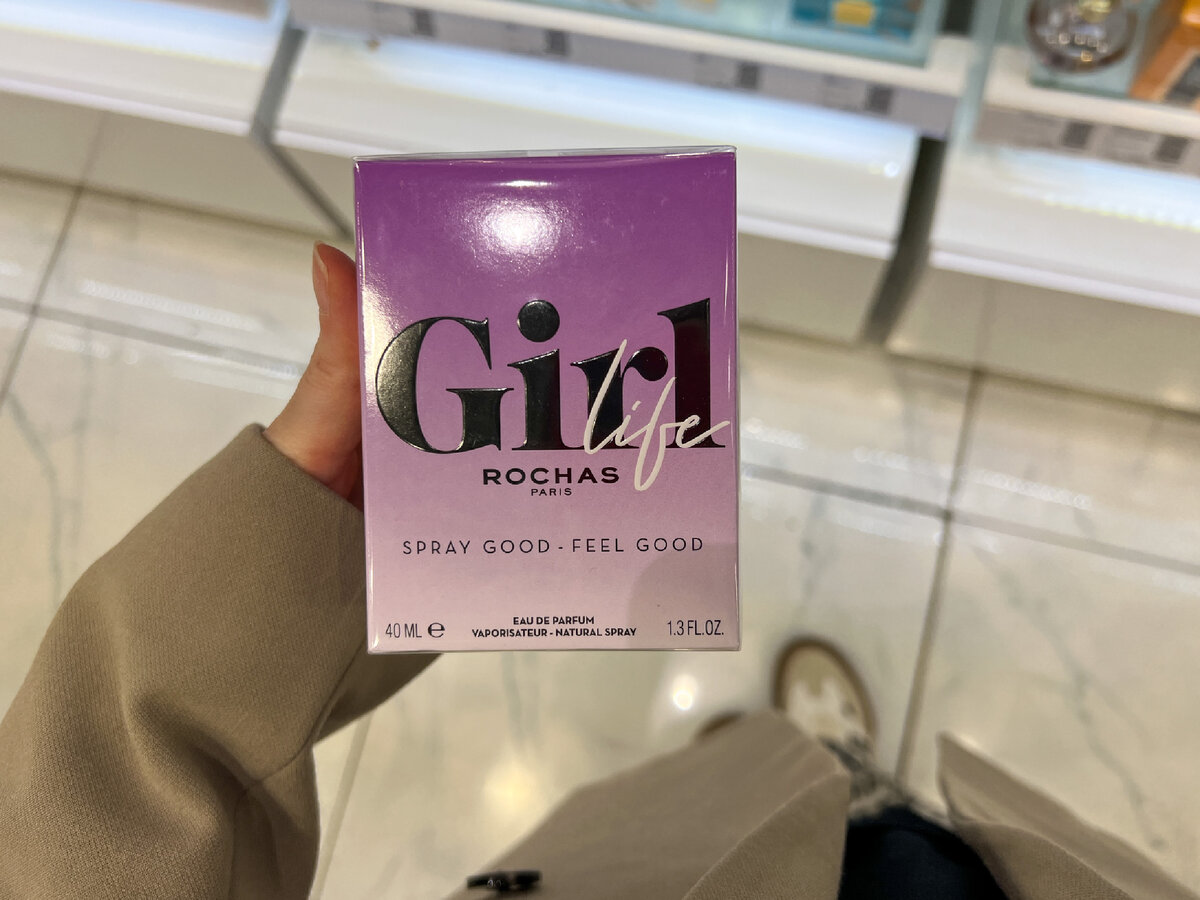 Girl
life
ROCHAS
PARIS
SPRAY GOOD - FEEL GOOD
EAU DE PARFUM
40 ML ℮ VAPORISATEUR - NATURAL SPRAY 1.3 FL.OZ.